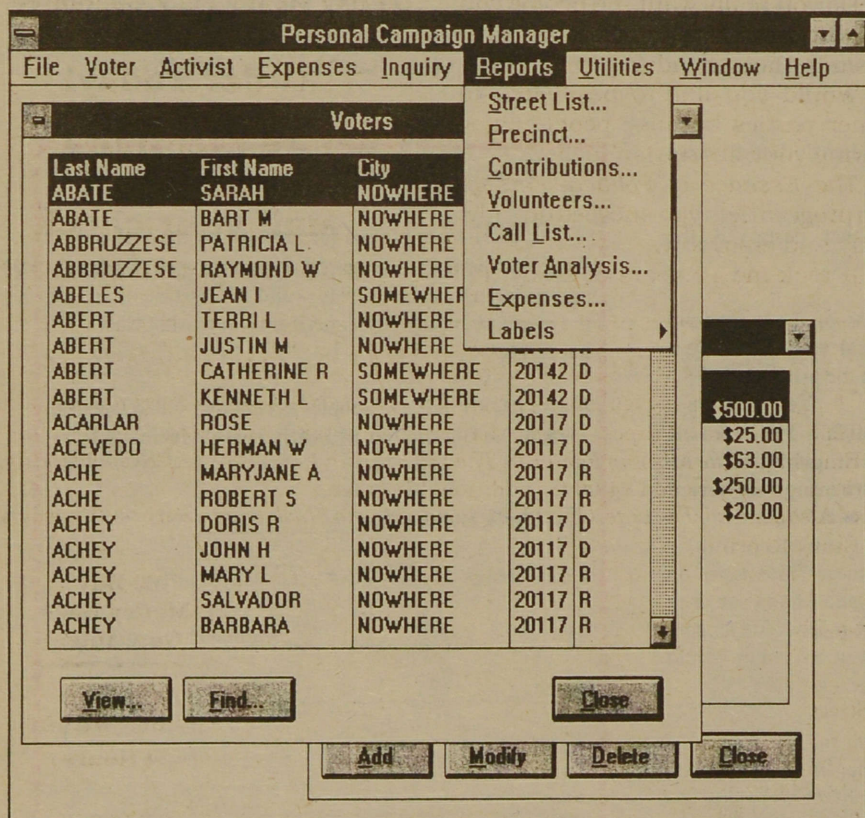 Personal Campaign Manager
File Voter Activist Expenses Inquiry Reports Utilities Window Help
Street List...
Precinct...
Contributions...
Volunteers...
Call List...
Voter Analysis...
Expenses...
Labels
Voters
Last Name First Name City
ABATE SARAH NOWHERE
ABATE BART M NOWHERE
ABBRUZZESE PATRICIA L NOWHERE
ABBRUZZESE RAYMOND W NOWHERE
ABELES JEAN I SOMEWHER
ABERT TERRI L NOWHERE
ABERT JUSTIN M NOWHERE
ABERT CATHERINE R SOMEWHERE 20142 D
ABERT KENNETH L SOMEWHERE 20142 D
ACARLAR ROSE NOWHERE 20117 D
ACEVEDO HERMAN W NOWHERE 20117 D
ACHE MARYJANE A NOWHERE 20117 R
ACHE ROBERT S NOWHERE 20117 R
ACHEY DORIS R NOWHERE 20117 D
ACHEY JOHN H NOWHERE 20117 D
ACHEY MARY L NOWHERE 20117 R
ACHEY SALVADOR NOWHERE 20117 R
ACHEY BARBARA NOWHERE 20117 R
$500.00
$25.00
$63.00
$250.00
$20.00
View... Find... Close
Add Modify Delete Close